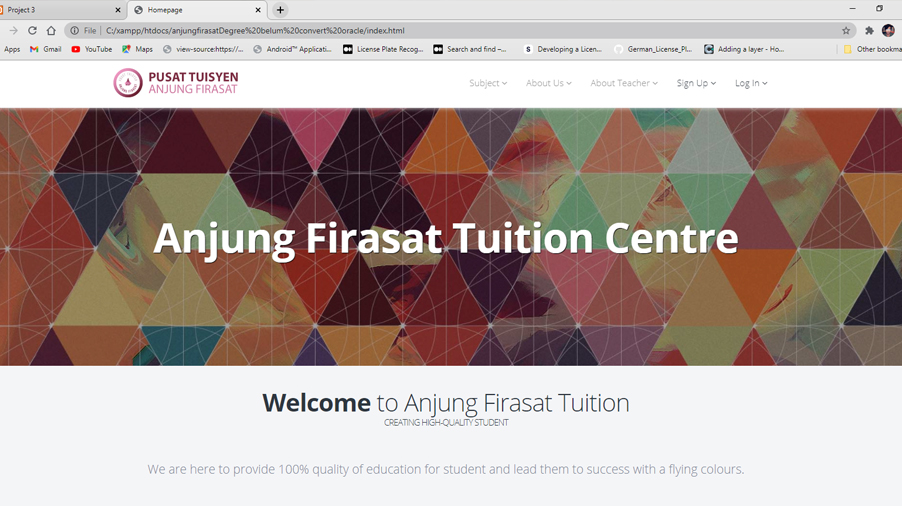 Project 3
Homepage
File | C:/xampp/htdocs/anjungfirasatDegree%20belum%20convert%20oracle/index.html
Apps Gmail YouTube Maps view-source:https://... Android™ Applicati... License Plate Recog... Search and find –... Developing a Licen... German_License_Pl... Adding a layer - Ho... Other bookma
PUSAT TUISYEN
ANJUNG FIRASAT
Subject About Us About Teacher Sign Up Log In
Anjung Firasat Tuition Centre
Welcome to Anjung Firasat Tuition
CREATING HIGH-QUALITY STUDENT
We are here to provide 100% quality of education for student and lead them to success with a flying colours.